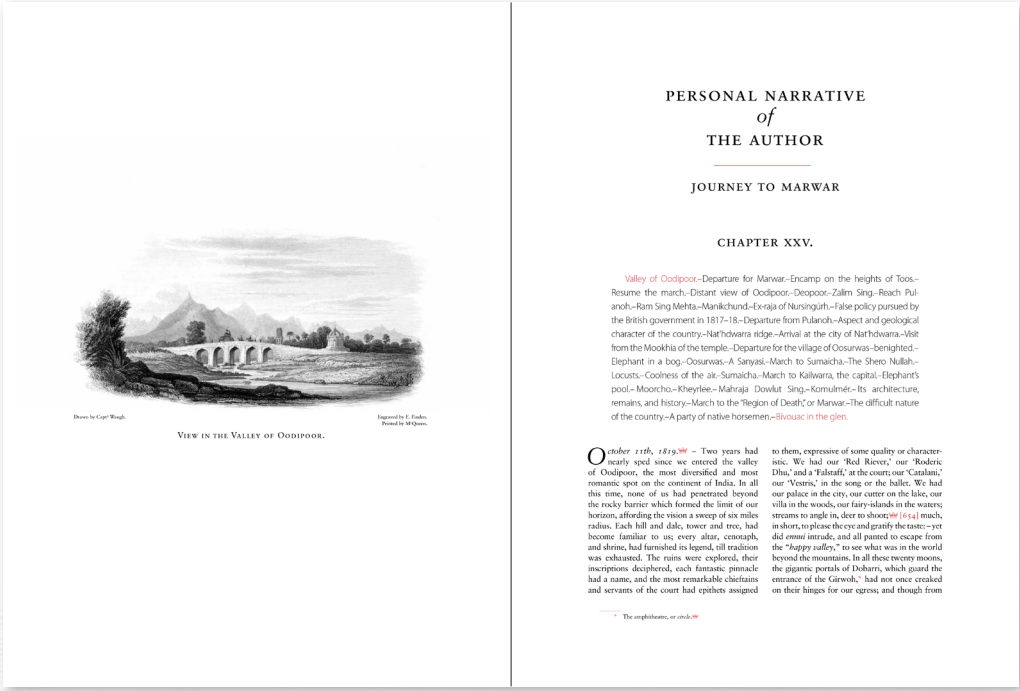 Drawn by Capt.ⁿ Waugh.
Engraved by E. Finden.
Printed by McQueen.
View in the Valley of Oodipoor.
PERSONAL NARRATIVE
of
THE AUTHOR
JOURNEY TO MARWAR
CHAPTER XXV.
Valley of Oodipoor.–Departure for Marwar.–Encamp on the heights of Toos.–
Resume the march.–Distant view of Oodipoor.–Deopoor.–Zalim Sing.–Reach Pul-
anoh.–Ram Sing Mehta.–Manikchund.–Ex-raja of Nursingúrh.–False policy pursued by
the British government in 1817–18.–Departure from Pulanoh.–Aspect and geological
character of the country.–Nat'hdwarra ridge.–Arrival at the city of Nat'hdwarra.–Visit
from the Mookhia of the temple.–Departure for the village of Oosurwas–benighted.–
Elephant in a bog.–Oosurwas.–A Sanyasi.–March to Sumaicha.–The Shero Nullah.–
Locusts.–Coolness of the air.–Sumaicha.–March to Kailwarra, the capital.–Elephant's
pool.–Moorcho.–Kheyrlee.–Mahraja Dowlut Sing.–Komulmér.–Its architecture,
remains, and history.–March to the "Region of Death," or Marwar.–The difficult nature
of the country.–A party of native horsemen.–Bivouac in the glen.
October 11th, 1819. – Two years had
nearly sped since we entered the valley
of Oodipoor, the most diversified and most
romantic spot on the continent of India. In all
this time, none of us had penetrated beyond
the rocky barrier which formed the limit of our
horizon, affording the vision a sweep of six miles
radius. Each hill and dale, tower and tree, had
become familiar to us; every altar, cenotaph,
and shrine, had furnished its legend, till tradition
was exhausted. The ruins were explored, their
inscriptions deciphered, each fantastic pinnacle
had a name, and the most remarkable chieftains
and servants of the court had epithets assigned
to them, expressive of some quality or character-
istic. We had our 'Red Riever,' our 'Roderic
Dhu,' and a 'Falstaff,' at the court; our 'Catalani,'
our 'Vestris,' in the song or the ballet. We had
our palace in the city, our cutter on the lake, our
villa in the woods, our fairy-islands in the waters;
streams to angle in, deer to shoot; [654] much,
in short, to please the eye and gratify the taste:–yet
did ennui intrude, and all panted to escape from
the "happy valley," to see what was in the world
beyond the mountains. In all these twenty moons,
the gigantic portals of Dobarri, which guard the
entrance of the Girwoh,* had not once creaked
on their hinges for our egress; and though from
* The amphitheatre, or circle.